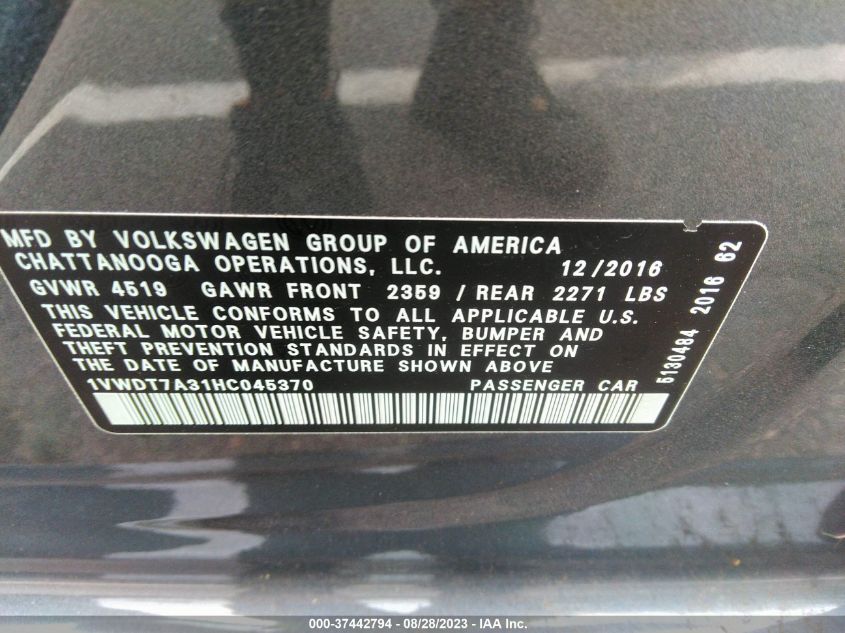 MFD BY VOLKSWAGEN GROUP OF AMERICA
CHATTANOOGA OPERATIONS, LLC. 12/2016
GVWR 4519 GAWR FRONT 2359 / REAR 2271 LBS
THIS VEHICLE CONFORMS TO ALL APPLICABLE U.S.
FEDERAL MOTOR VEHICLE SAFETY, BUMPER AND
THEFT PREVENTION STANDARDS IN EFFECT ON
THE DATE OF MANUFACTURE SHOWN ABOVE
1VWDT7A31HC045370 PASSENGER CAR
5130484 2016 62
000-37442794 - 08/28/2023 - IAA Inc.